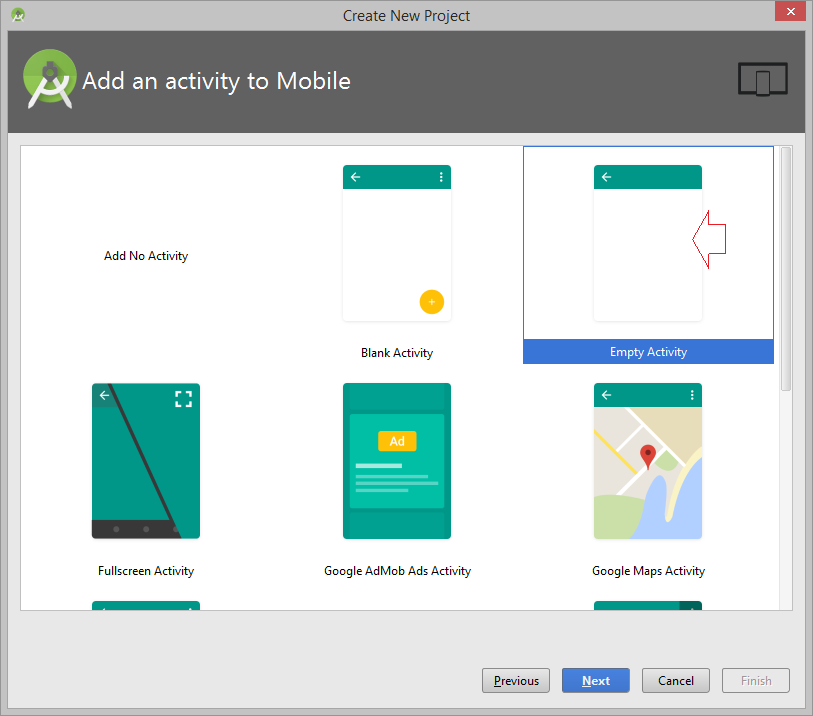 Create New Project
Add an activity to Mobile
Add No Activity
Blank Activity
Empty Activity
Ad
Fullscreen Activity
Google AdMob Ads Activity
Google Maps Activity
Previous
Next
Cancel
Finish